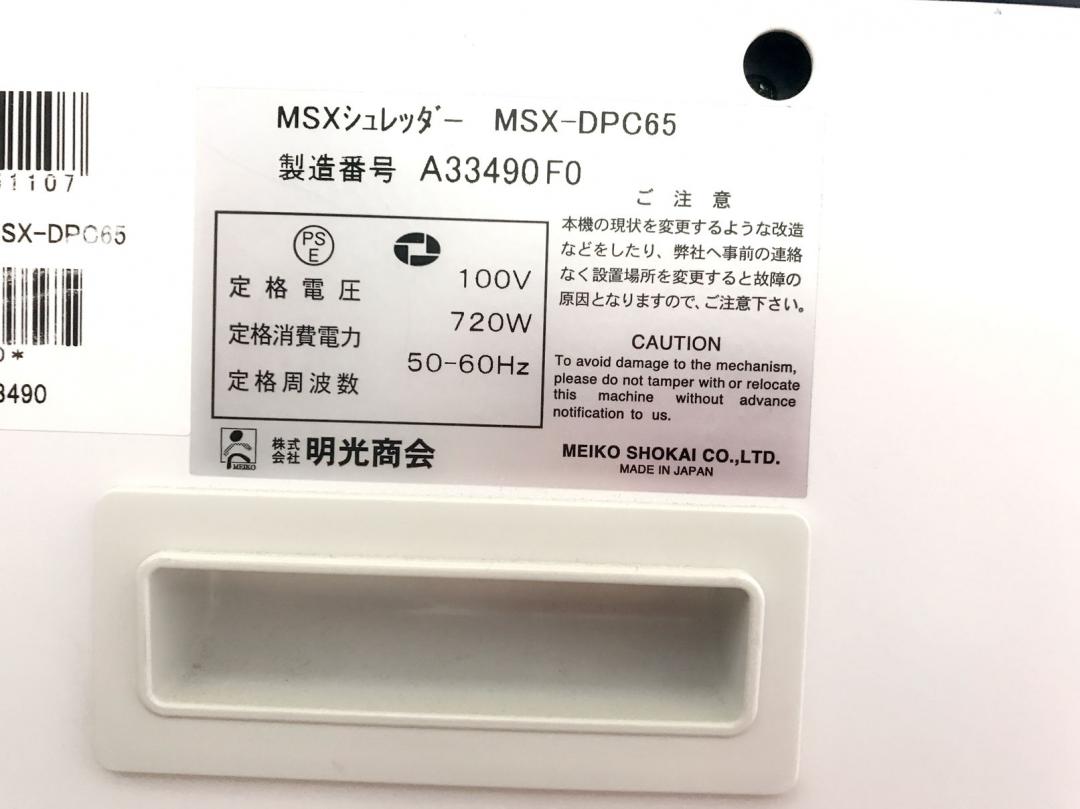 1107
SX-DPC65
*
3490
MSXシュレッダー MSX-DPC65
製造番号 A33490F0
PS
E
定格電圧 100V
定格消費電力 720W
定格周波数 50-60Hz
ご注意
本機の現状を変更するような改造
などをしたり、弊社へ事前の連絡
なく設置場所を変更すると故障の
原因となりますので、ご注意下さい。
CAUTION
To avoid damage to the mechanism,
please do not tamper with or relocate
this machine without advance
notification to us.
MEIKO
株式会社 明光商会
MEIKO SHOKAI CO.,LTD.
MADE IN JAPAN